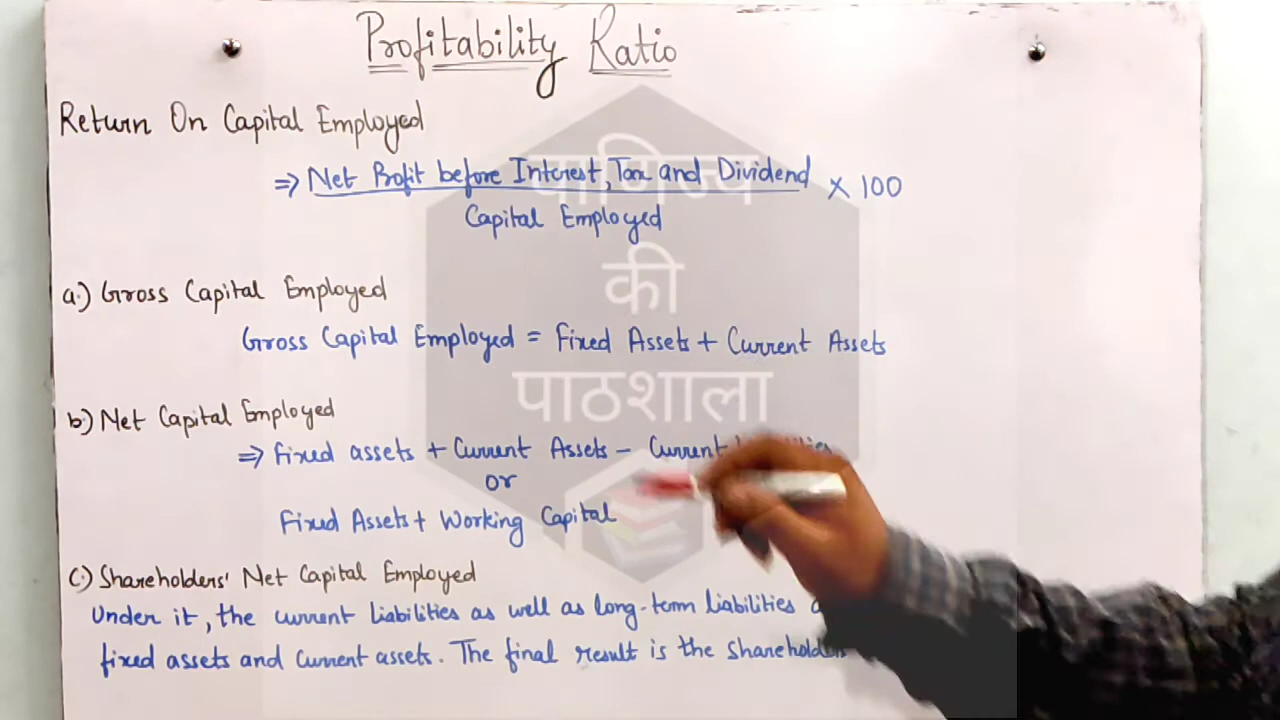 Profitability Ratio
Return On Capital Employed
⇒ Net Profit before Interest, Tax and Dividend × 100
Capital Employed
a.) Gross Capital Employed
Gross Capital Employed = Fixed Assets + Current Assets
b.) Net Capital Employed
⇒ Fixed assets + Current Assets – Current
or
Fixed Assets + Working Capital
C.) Shareholders' Net Capital Employed
Under it, the current liabilities as well as long-term liabilities
fixed assets and current assets. The final result is the shareholders
वाणिज्य
की
पाठशाला